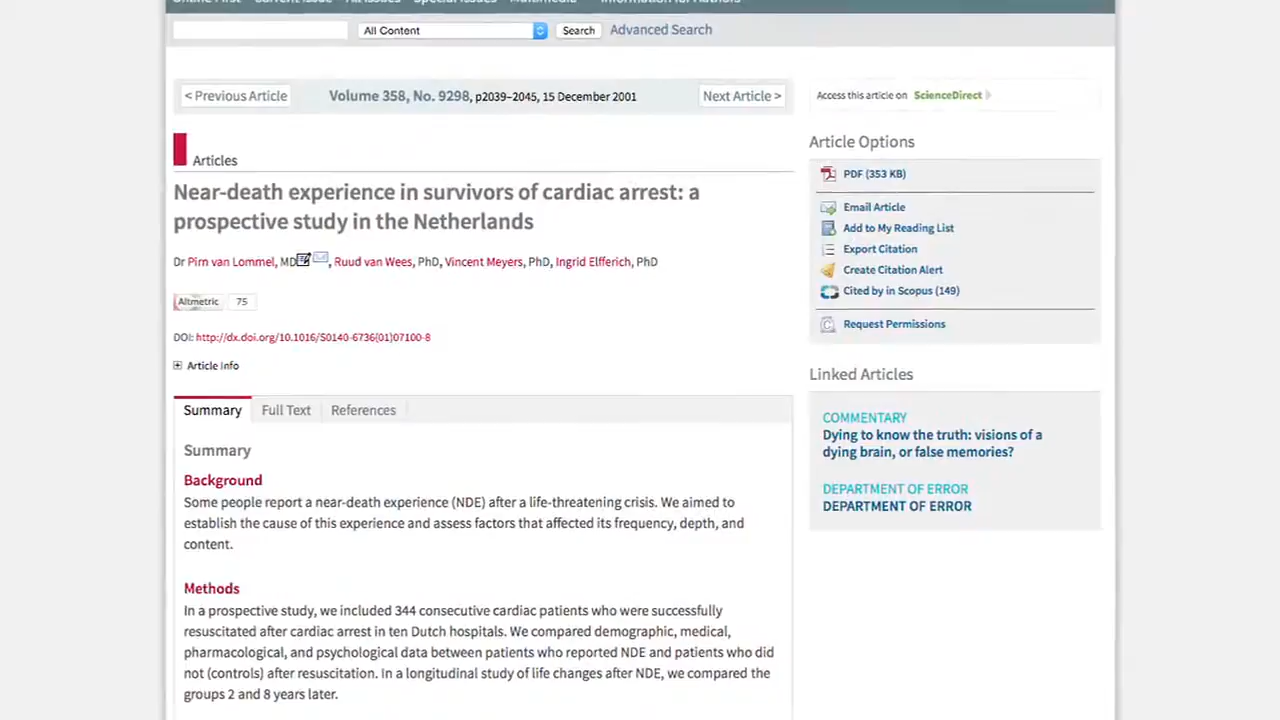 Online First Current Issue All Issues Special Issues Multimedia Information for Authors
All Content Search Advanced Search
< Previous Article Volume 358, No. 9298, p2039–2045, 15 December 2001 Next Article >
Articles
Near-death experience in survivors of cardiac arrest: a
prospective study in the Netherlands
Dr Pim van Lommel, MD, Ruud van Wees, PhD, Vincent Meyers, PhD, Ingrid Elfferich, PhD
Altmetric 75
DOI: http://dx.doi.org/10.1016/S0140-6736(01)07100-8
Article Info
Summary Full Text References
Summary
Background
Some people report a near-death experience (NDE) after a life-threatening crisis. We aimed to
establish the cause of this experience and assess factors that affected its frequency, depth, and
content.
Methods
In a prospective study, we included 344 consecutive cardiac patients who were successfully
resuscitated after cardiac arrest in ten Dutch hospitals. We compared demographic, medical,
pharmacological, and psychological data between patients who reported NDE and patients who did
not (controls) after resuscitation. In a longitudinal study of life changes after NDE, we compared the
groups 2 and 8 years later.
Access this article on ScienceDirect
Article Options
PDF (353 KB)
Email Article
Add to My Reading List
Export Citation
Create Citation Alert
Cited by in Scopus (149)
Request Permissions
Linked Articles
COMMENTARY
Dying to know the truth: visions of a
dying brain, or false memories?
DEPARTMENT OF ERROR
DEPARTMENT OF ERROR